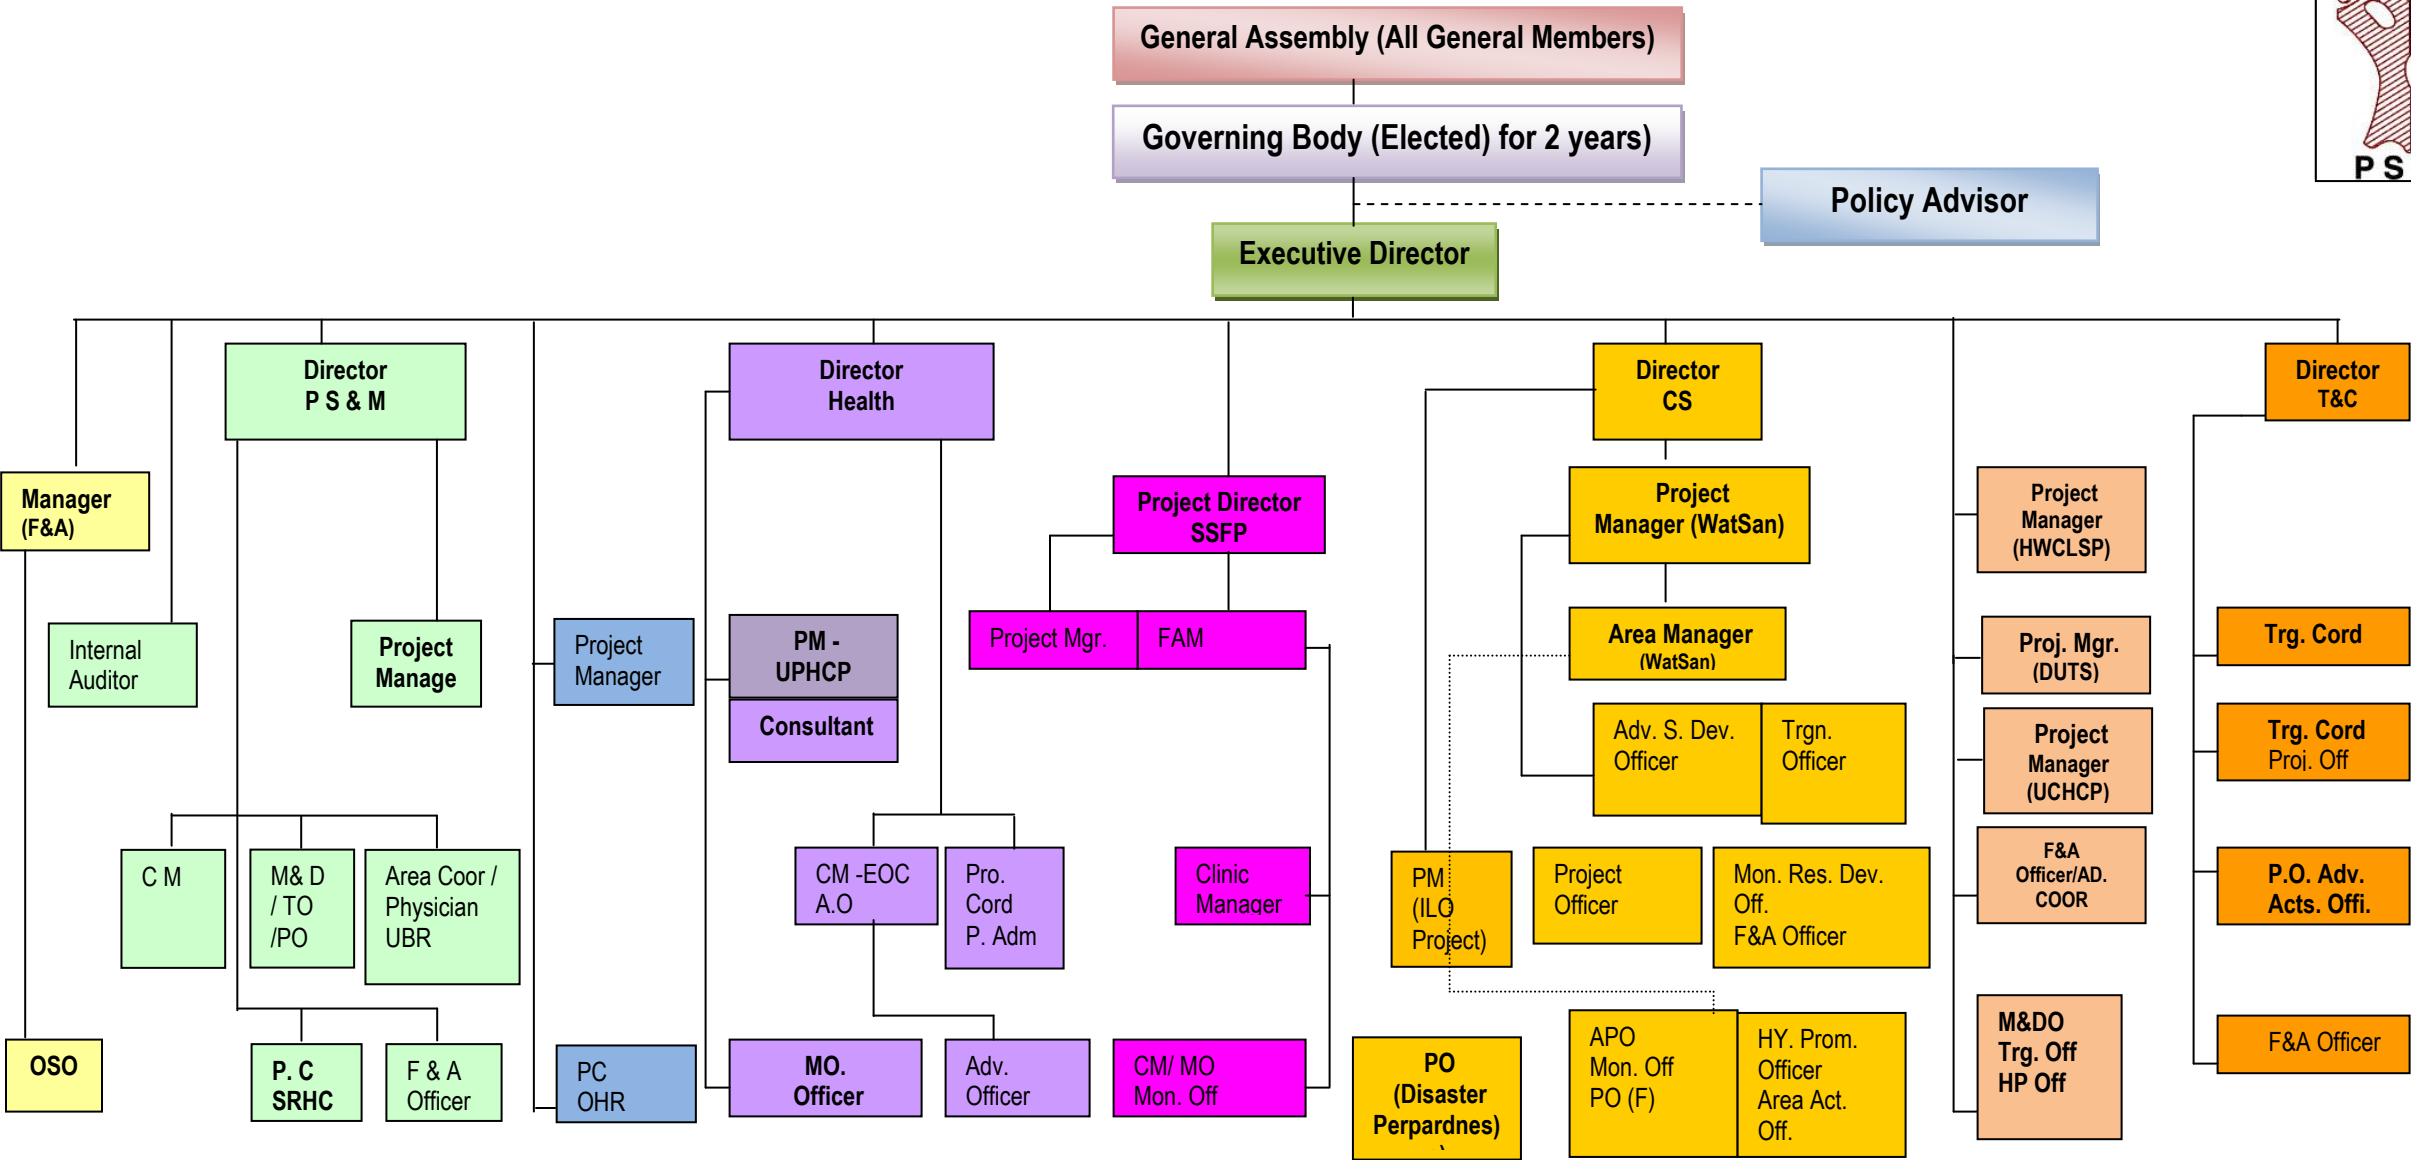 General Assembly (All General Members)
Governing Body (Elected) for 2 years)
P S
Policy Advisor
Executive Director
Director
P S & M
Director
Health
Director
CS
Director
T&C
Manager
(F&A)
Project Director
SSFP
Project
Manager (WatSan)
Project
Manager
(HWCLSP)
Internal
Auditor
Project
Manage
Project
Manager
PM -
UPHCP
Consultant
Project Mgr.
FAM
Area Manager
(WatSan)
Proj. Mgr.
(DUTS)
Trg. Cord
Adv. S. Dev.
Officer
Trgn.
Officer
Project
Manager
(UCHCP)
Trg. Cord
Proj. Off
C M
M& D
/ TO
/PO
Area Coor /
Physician
UBR
CM -EOC
A.O
Pro.
Cord
P. Adm
Clinic
Manager
PM
(ILO
Project)
Project
Officer
Mon. Res. Dev.
Off.
F&A Officer
F&A
Officer/AD.
COOR
P.O. Adv.
Acts. Offi.
OSO
P. C
SRHC
F & A
Officer
PC
OHR
MO.
Officer
Adv.
Officer
CM/ MO
Mon. Off
PO
(Disaster
Perpardnes)
)
APO
Mon. Off
PO (F)
HY. Prom.
Officer
Area Act.
Off.
M&DO
Trg. Off
HP Off
F&A Officer